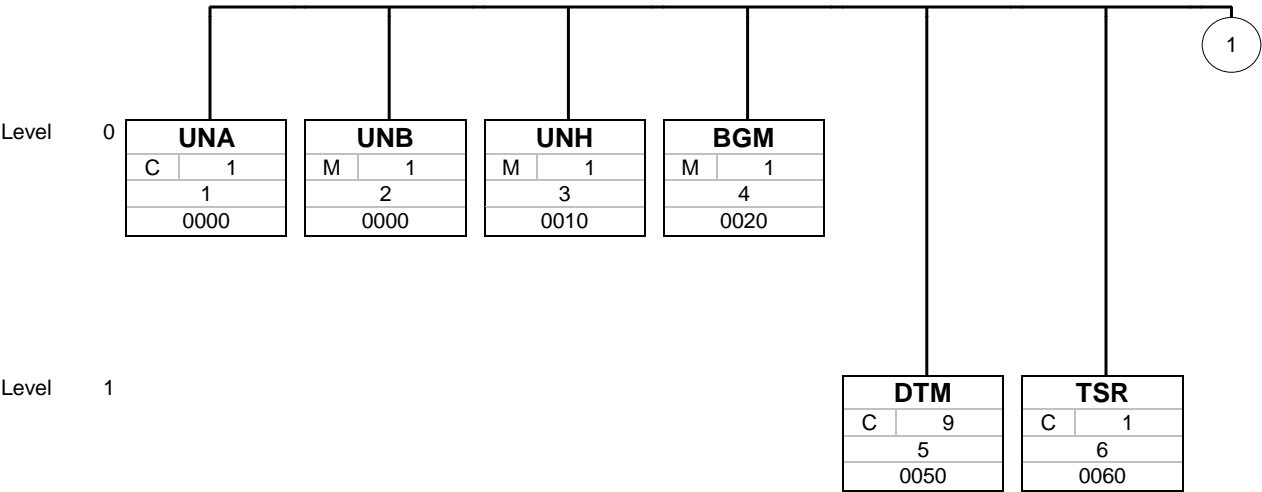 1
Level 0
UNA UNB UNH BGM
C 1 M 1 M 1 M 1
1 2 3 4
0000 0000 0010 0020
Level 1
DTM TSR
C 9 C 1
5 6
0050 0060